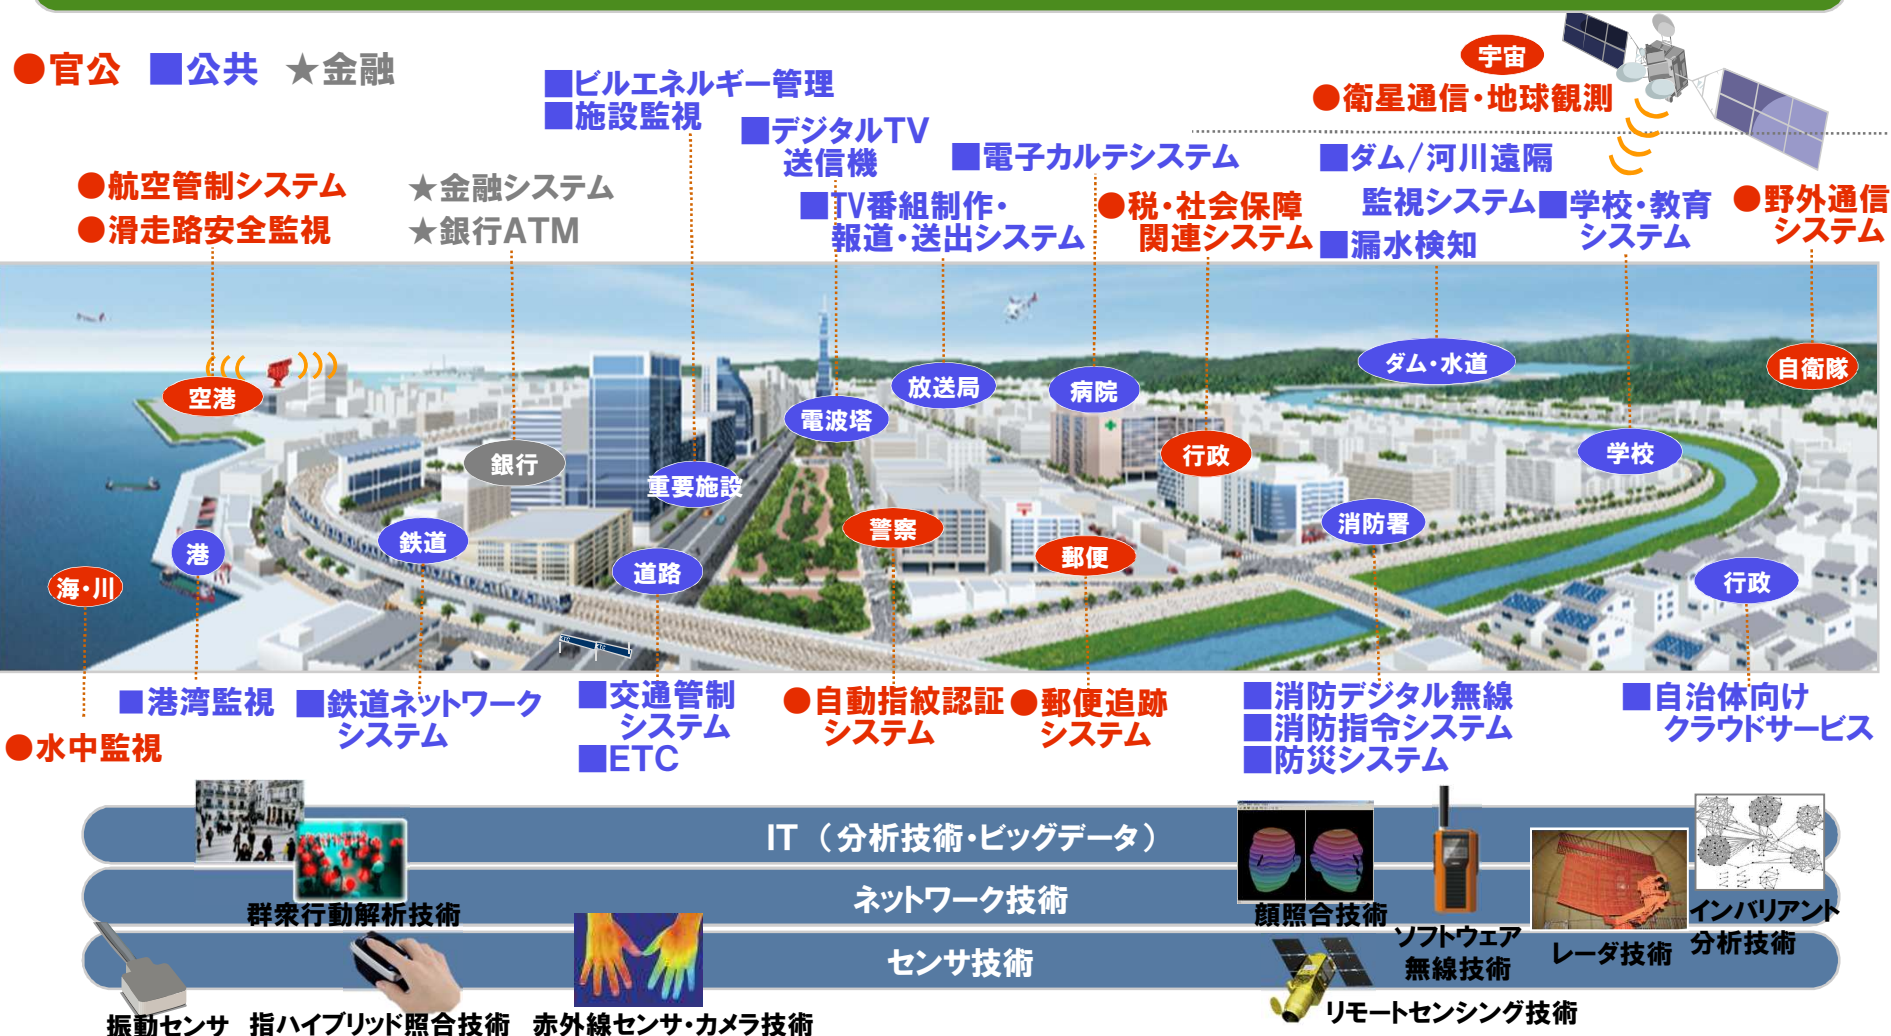 ●官公 ■公共 ★金融
■ビルエネルギー管理
■施設監視
宇宙
●衛星通信・地球観測
■デジタルTV
送信機
■電子カルテシステム
■ダム/河川遠隔
監視システム
■漏水検知
●航空管制システム
●滑走路安全監視
★金融システム
★銀行ATM
■TV番組制作・
報道・送出システム
●税・社会保障
関連システム
■学校・教育
システム
●野外通信
システム
空港
銀行
重要施設
電波塔
放送局
病院
行政
ダム・水道
学校
自衛隊
海・川
港
鉄道
道路
警察
郵便
消防署
行政
●水中監視
■港湾監視
■鉄道ネットワーク
システム
■交通管制
システム
■ETC
●自動指紋認証
システム
●郵便追跡
システム
■消防デジタル無線
■消防指令システム
■防災システム
■自治体向け
クラウドサービス
IT（分析技術・ビッグデータ）
ネットワーク技術
センサ技術
群衆行動解析技術
顔照合技術
ソフトウェア
無線技術
レーダ技術
インバリアント
分析技術
振動センサ
指ハイブリッド照合技術
赤外線センサ・カメラ技術
リモートセンシング技術